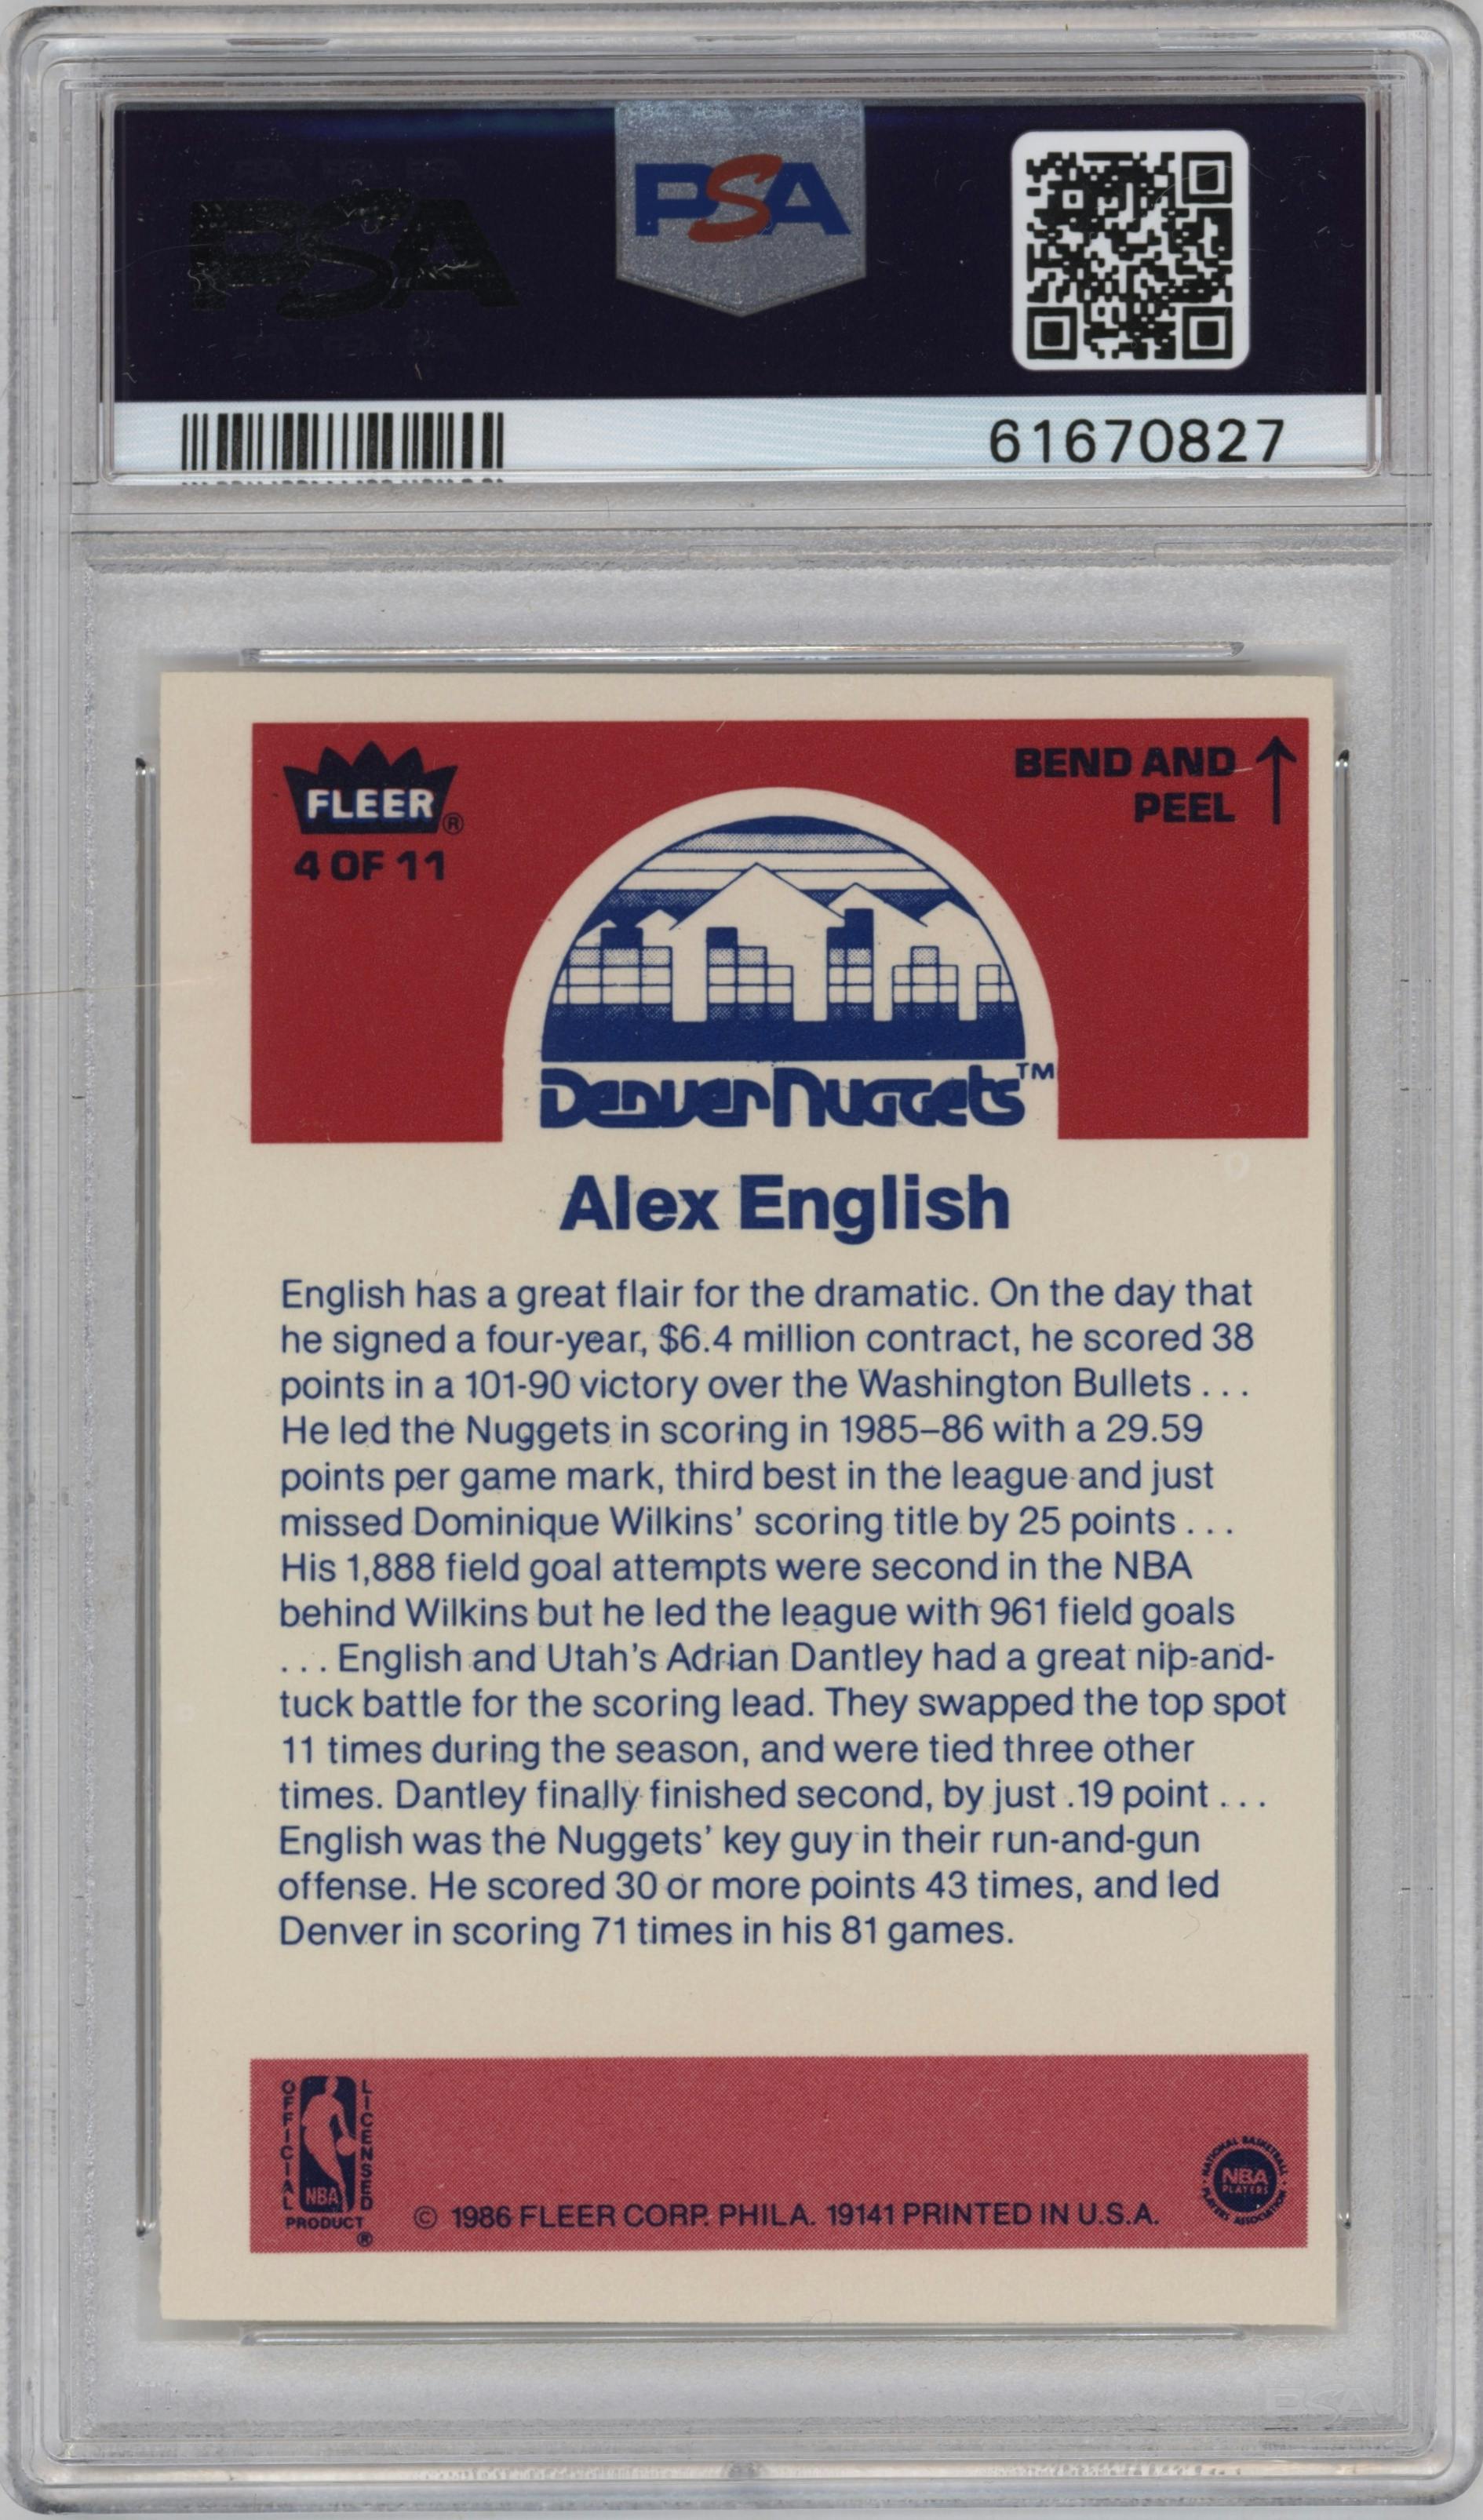 PSA
PSA
61670827
FLEER®
4 OF 11
BEND AND
PEEL
Denver Nuggets™
Alex English
English has a great flair for the dramatic. On the day that
he signed a four-year, $6.4 million contract, he scored 38
points in a 101-90 victory over the Washington Bullets . . .
He led the Nuggets in scoring in 1985–86 with a 29.59
points per game mark, third best in the league and just
missed Dominique Wilkins' scoring title by 25 points . . .
His 1,888 field goal attempts were second in the NBA
behind Wilkins but he led the league with 961 field goals
. . . English and Utah's Adrian Dantley had a great nip-and-
tuck battle for the scoring lead. They swapped the top spot
11 times during the season, and were tied three other
times. Dantley finally finished second, by just .19 point . . .
English was the Nuggets' key guy in their run-and-gun
offense. He scored 30 or more points 43 times, and led
Denver in scoring 71 times in his 81 games.
OFFICIAL LICENSED
NBA
PRODUCT
®
© 1986 FLEER CORP. PHILA. 19141 PRINTED IN U.S.A.
NATIONAL BASKETBALL
NBA
PLAYERS
PLAYERS ASSOCIATION
PSA